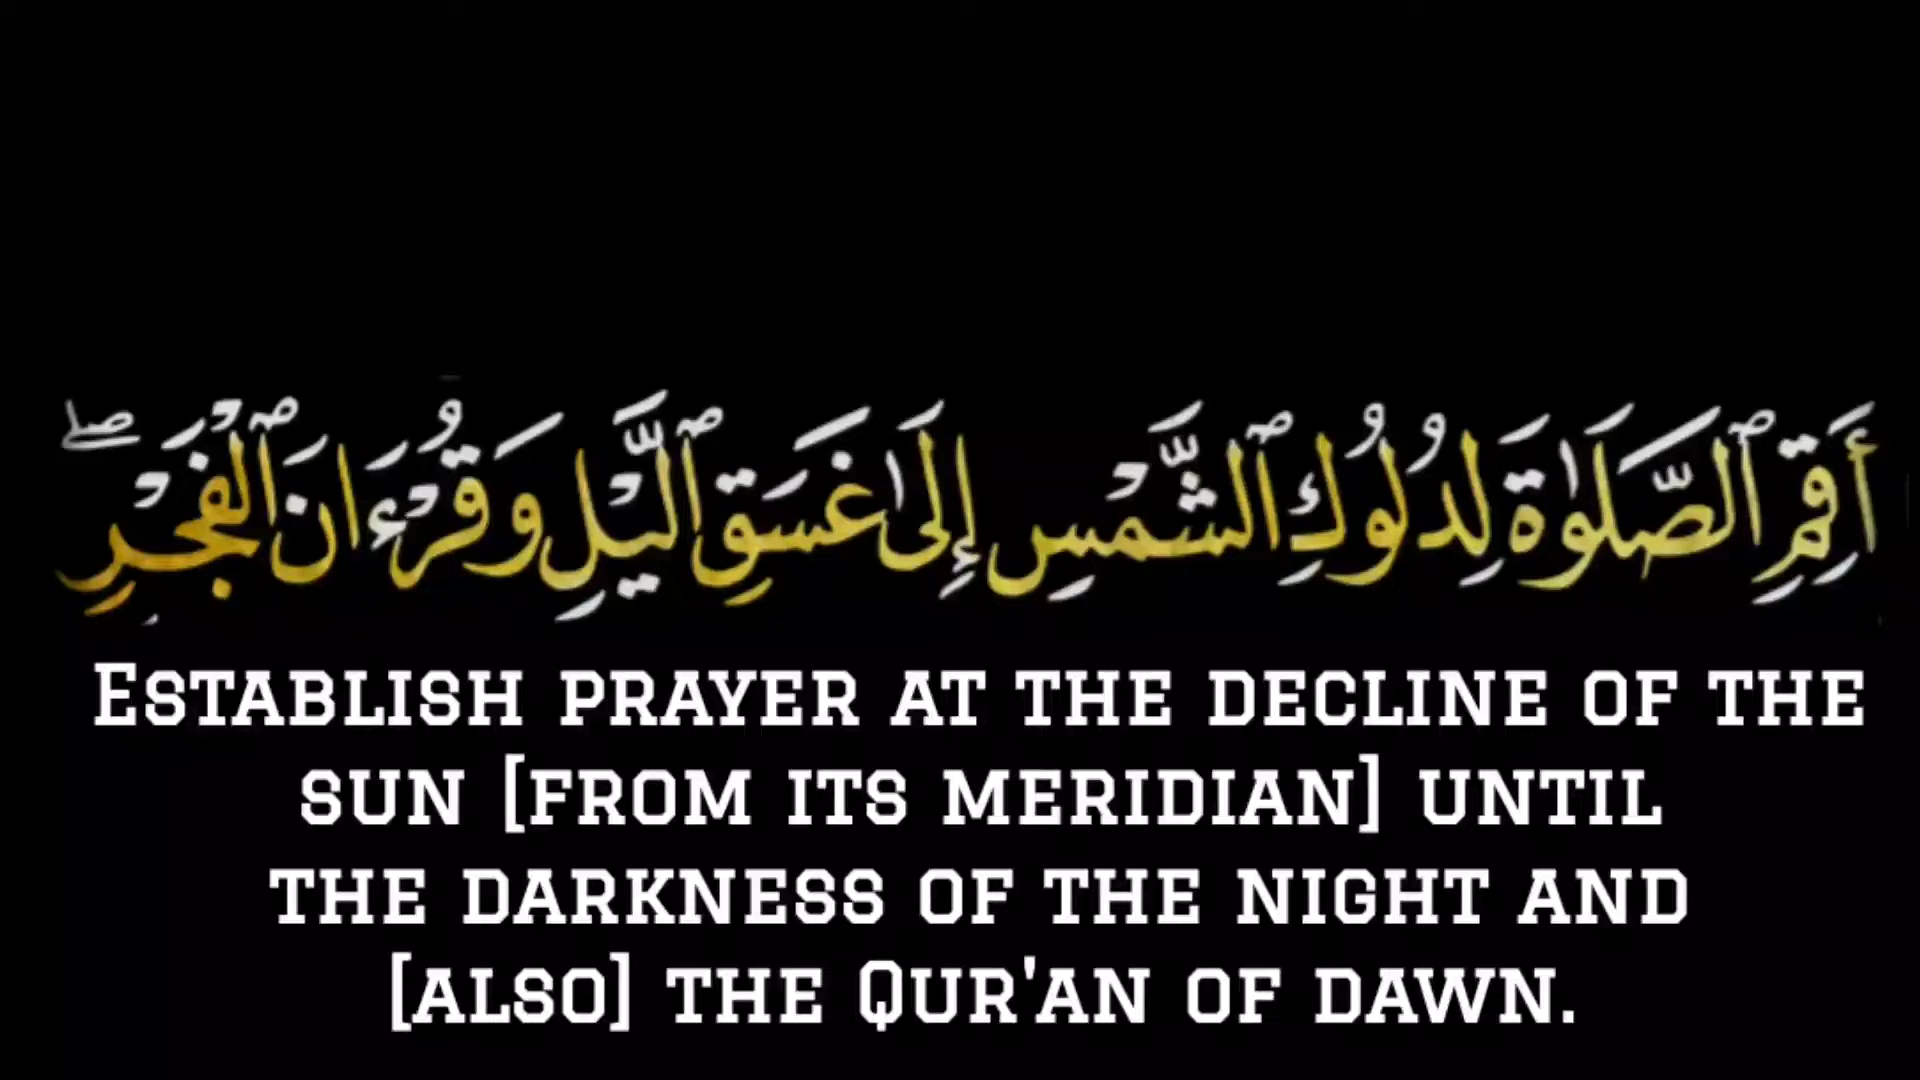 أَقِمِ ٱلصَّلَوٰةَ لِدُلُوكِ ٱلشَّمْسِ إِلَىٰ غَسَقِ ٱلَّيْلِ وَقُرْءَانَ ٱلْفَجْرِ ۖ
Establish prayer at the decline of the
sun [from its meridian] until
the darkness of the night and
[also] the Qur'an of dawn.